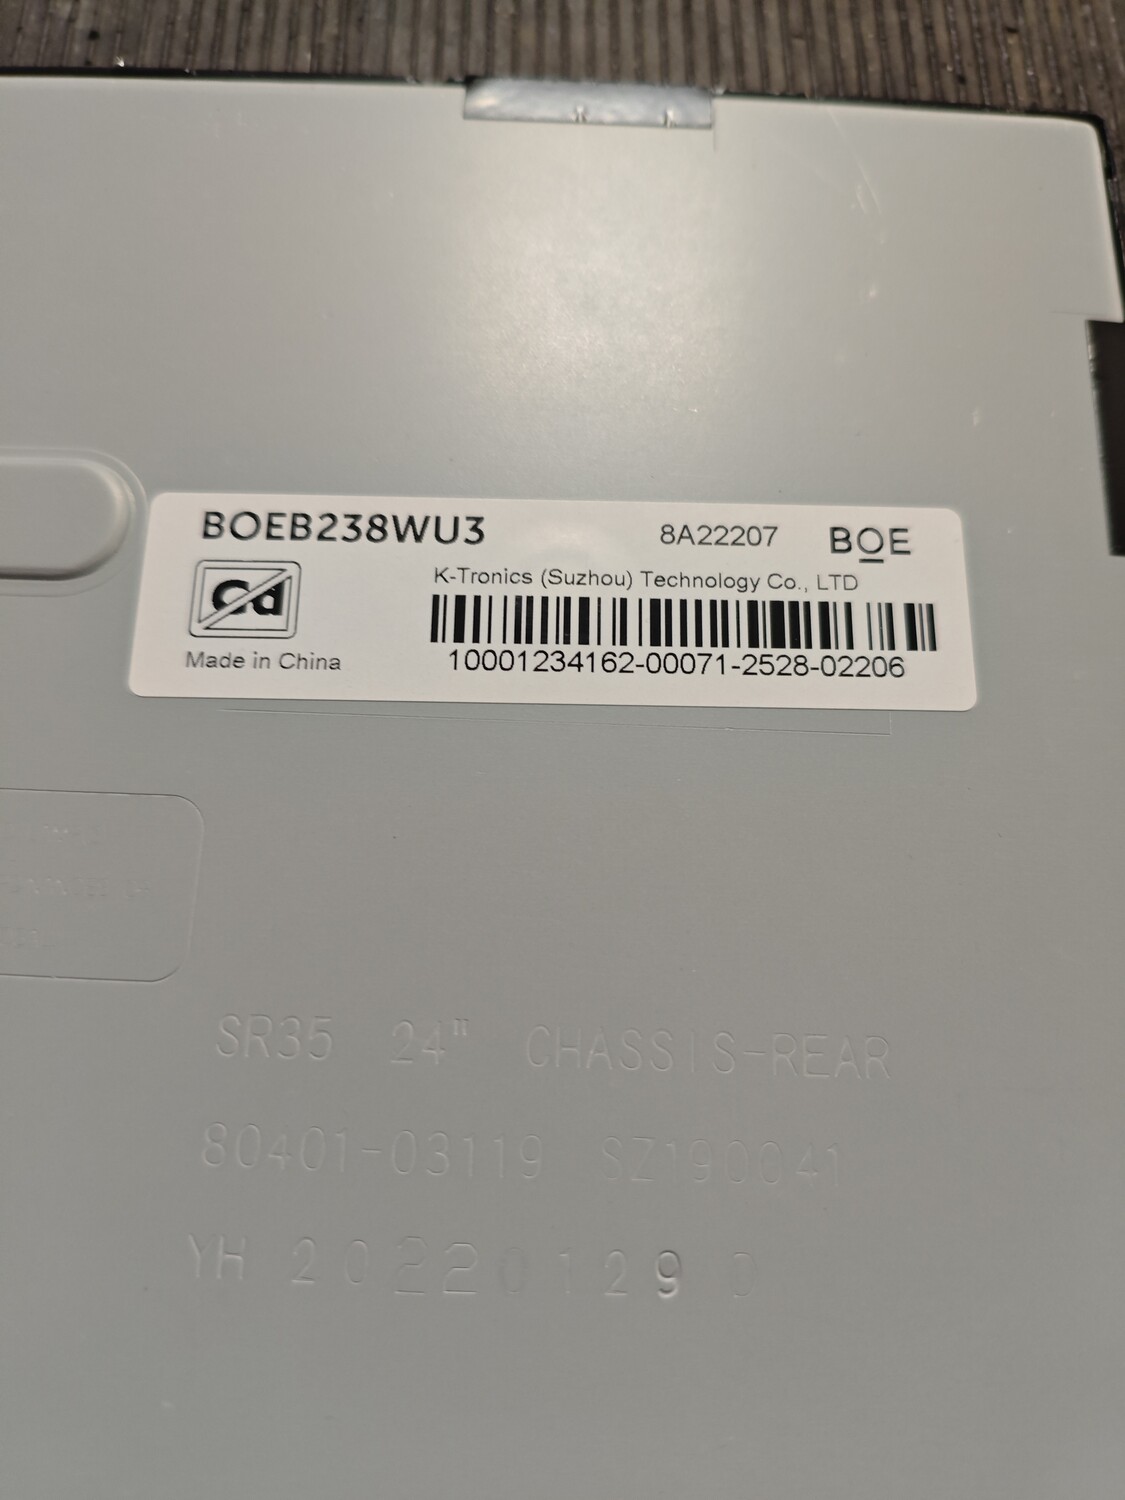 BOEB238WU3 8A22207 BOE
K-Tronics (Suzhou) Technology Co., LTD
Pb
10001234162-00071-2528-02206
Made in China
SR35 24" CHASSIS-REAR
80401-03119 SZ190041
YH 20220129 D